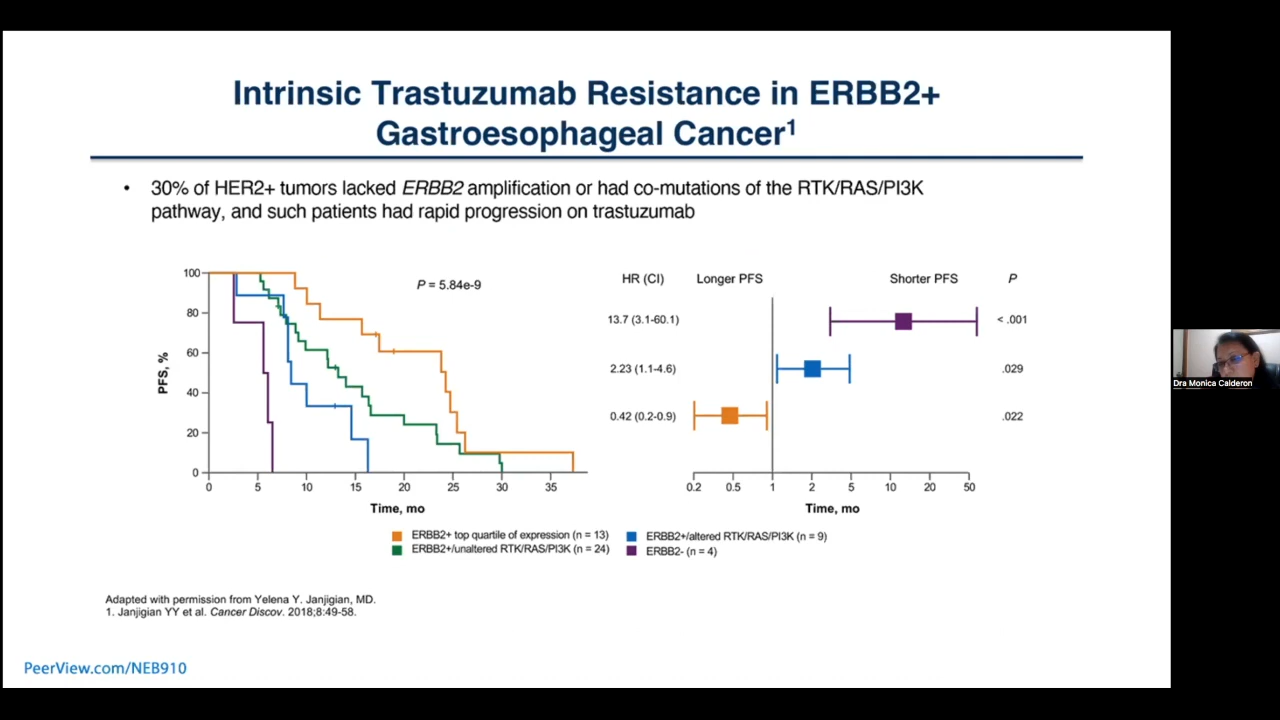 Intrinsic Trastuzumab Resistance in ERBB2+
Gastroesophageal Cancer1
• 30% of HER2+ tumors lacked ERBB2 amplification or had co-mutations of the RTK/RAS/PI3K
pathway, and such patients had rapid progression on trastuzumab
100
80
60
40
20
0
PFS, %
P = 5.84e-9
0 5 10 15 20 25 30 35
Time, mo
HR (CI) Longer PFS Shorter PFS P
13.7 (3.1-60.1) < .001
2.23 (1.1-4.6) .029
0.42 (0.2-0.9) .022
0.2 0.5 1 2 5 10 20 50
Time, mo
ERBB2+ top quartile of expression (n = 13)
ERBB2+/unaltered RTK/RAS/PI3K (n = 24)
ERBB2+/altered RTK/RAS/PI3K (n = 9)
ERBB2- (n = 4)
Adapted with permission from Yelena Y. Janjigian, MD.
1. Janjigian YY et al. Cancer Discov. 2018;8:49-58.
PeerView.com/NEB910
Dra Monica Calderon